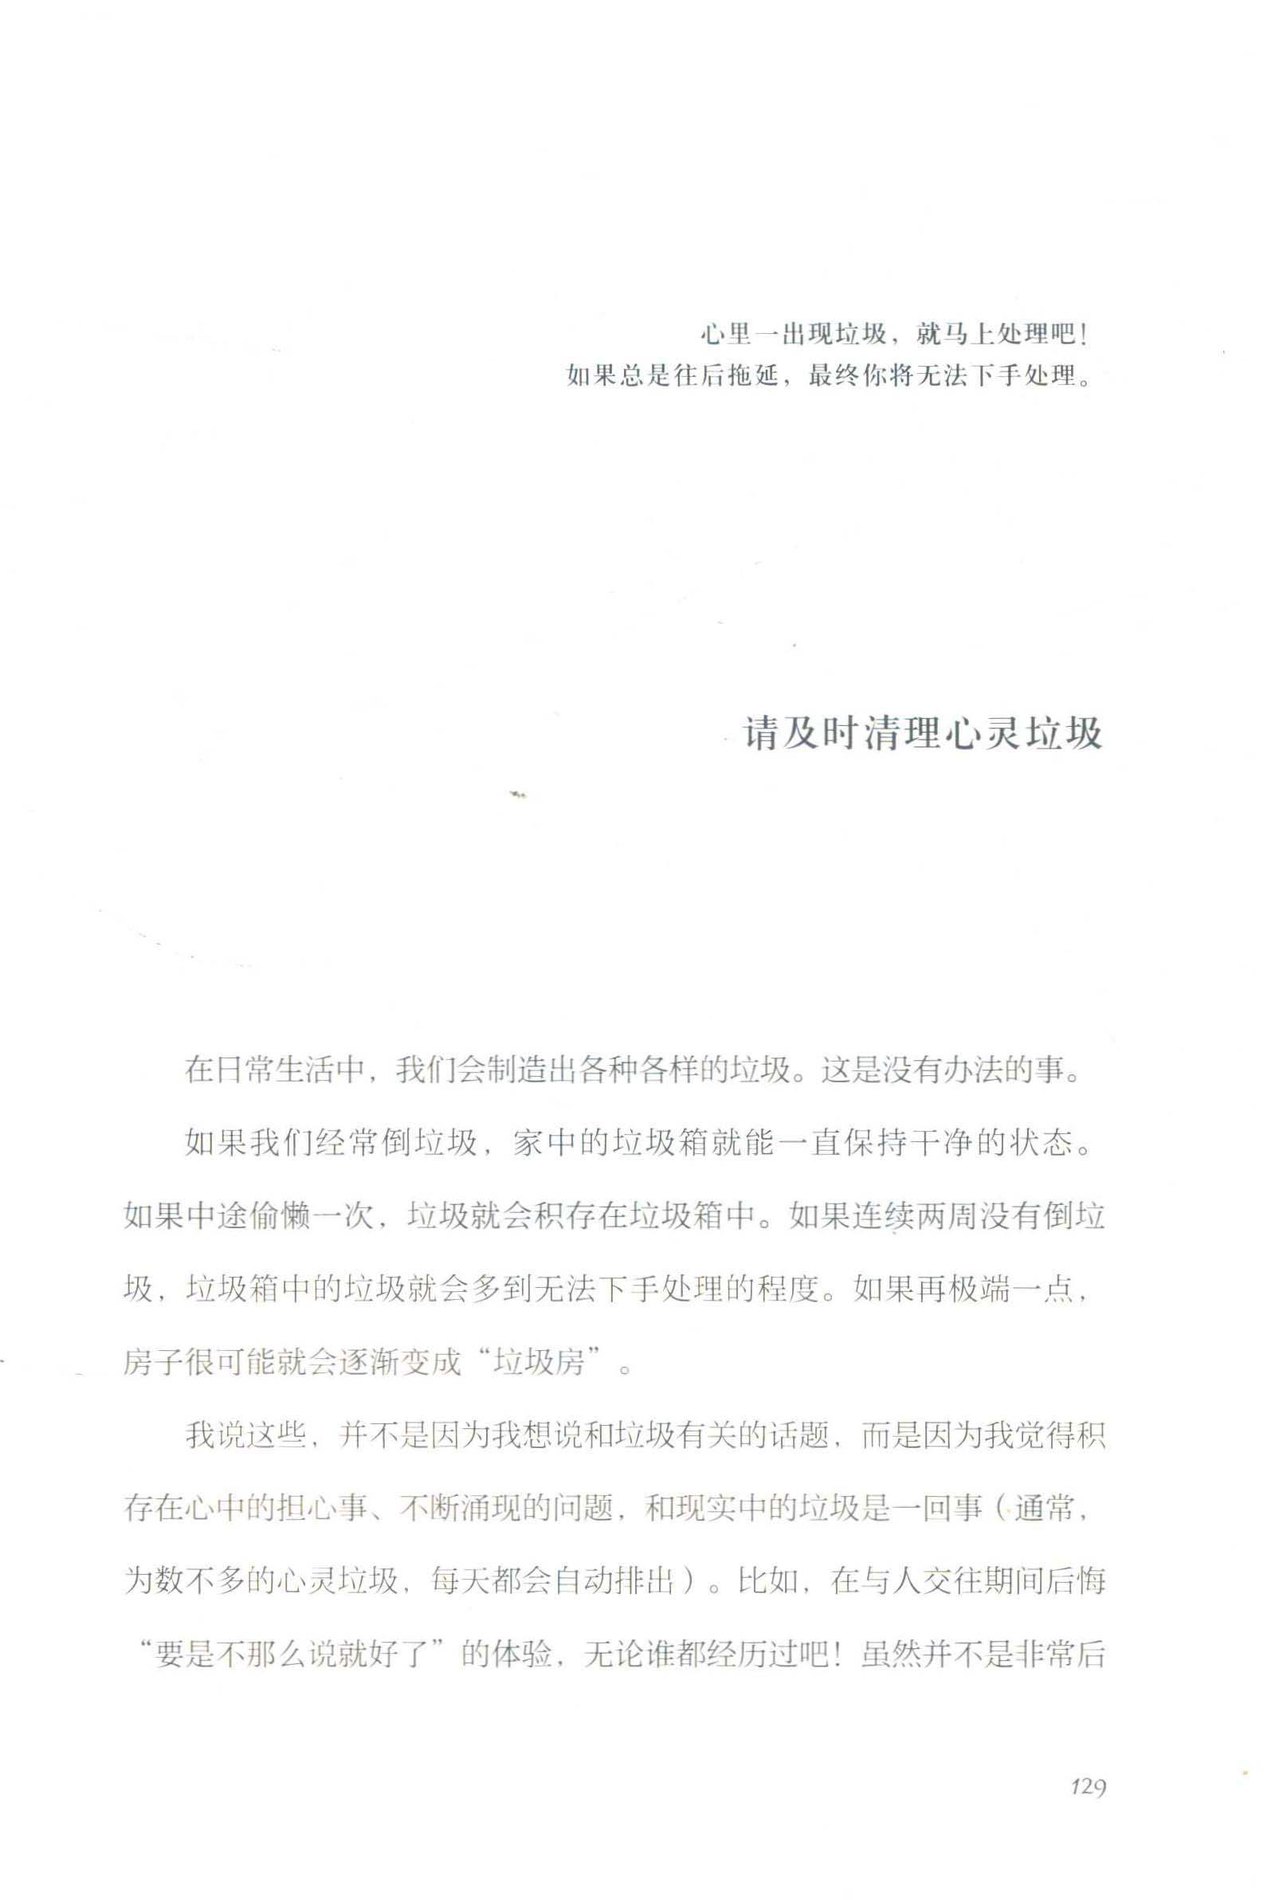 心里一出现垃圾，就马上处理吧！
如果总是往后拖延，最终你将无法下手处理。
请及时清理心灵垃圾
在日常生活中，我们会制造出各种各样的垃圾。这是没有办法的事。
如果我们经常倒垃圾，家中的垃圾箱就能一直保持干净的状态。
如果中途偷懒一次，垃圾就会积存在垃圾箱中。如果连续两周没有倒垃
圾，垃圾箱中的垃圾就会多到无法下手处理的程度。如果再极端一点，
房子很可能就会逐渐变成“垃圾房”。
我说这些，并不是因为我想说和垃圾有关的话题，而是因为我觉得积
存在心中的担心事、不断涌现的问题，和现实中的垃圾是一回事（通常，
为数不多的心灵垃圾，每天都会自动排出）。比如，在与人交往期间后悔
“要是不那么说就好了”的体验，无论谁都经历过吧！虽然并不是非常后
129